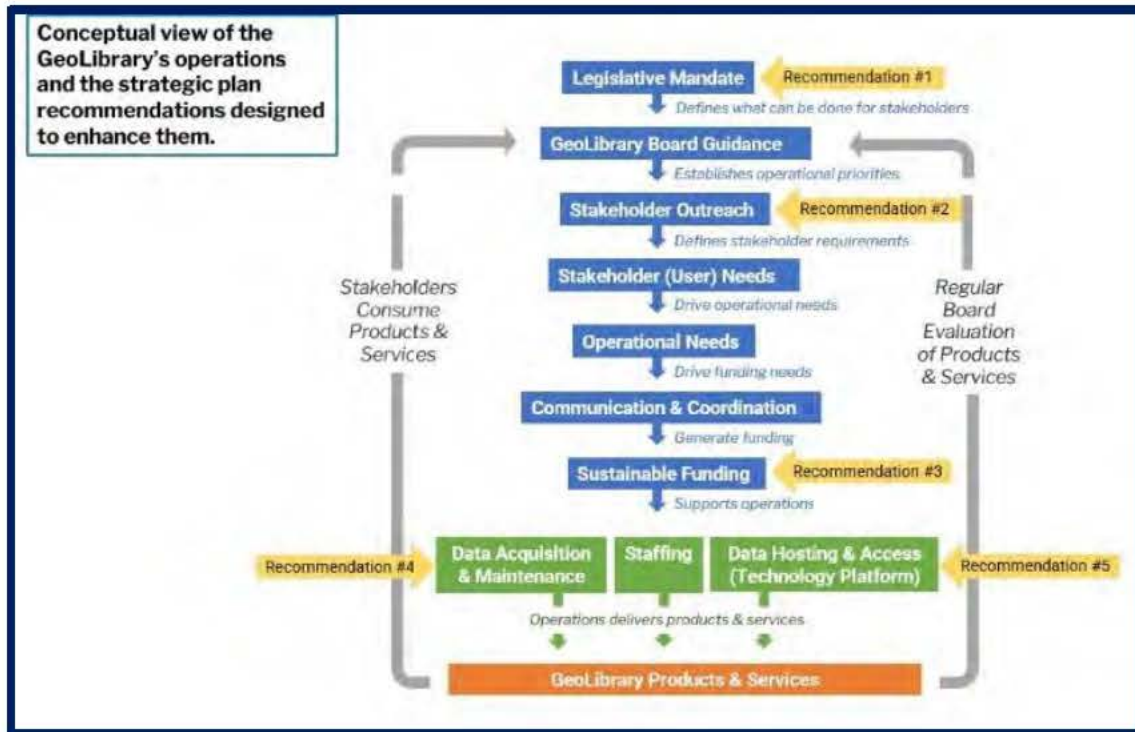 Conceptual view of the
GeoLibrary's operations
and the strategic plan
recommendations designed
to enhance them.
Legislative Mandate
Recommendation #1
Defines what can be done for stakeholders
GeoLibrary Board Guidance
Establishes operational priorities
Stakeholder Outreach
Recommendation #2
Defines stakeholder requirements
Stakeholder (User) Needs
Drive operational needs
Stakeholders
Consume
Products &
Services
Regular
Board
Evaluation
of Products
& Services
Operational Needs
Drive funding needs
Communication & Coordination
Generate funding
Sustainable Funding
Recommendation #3
Supports operations
Recommendation #4
Data Acquisition
& Maintenance
Staffing
Data Hosting & Access
(Technology Platform)
Recommendation #5
Operations delivers products & services
GeoLibrary Products & Services